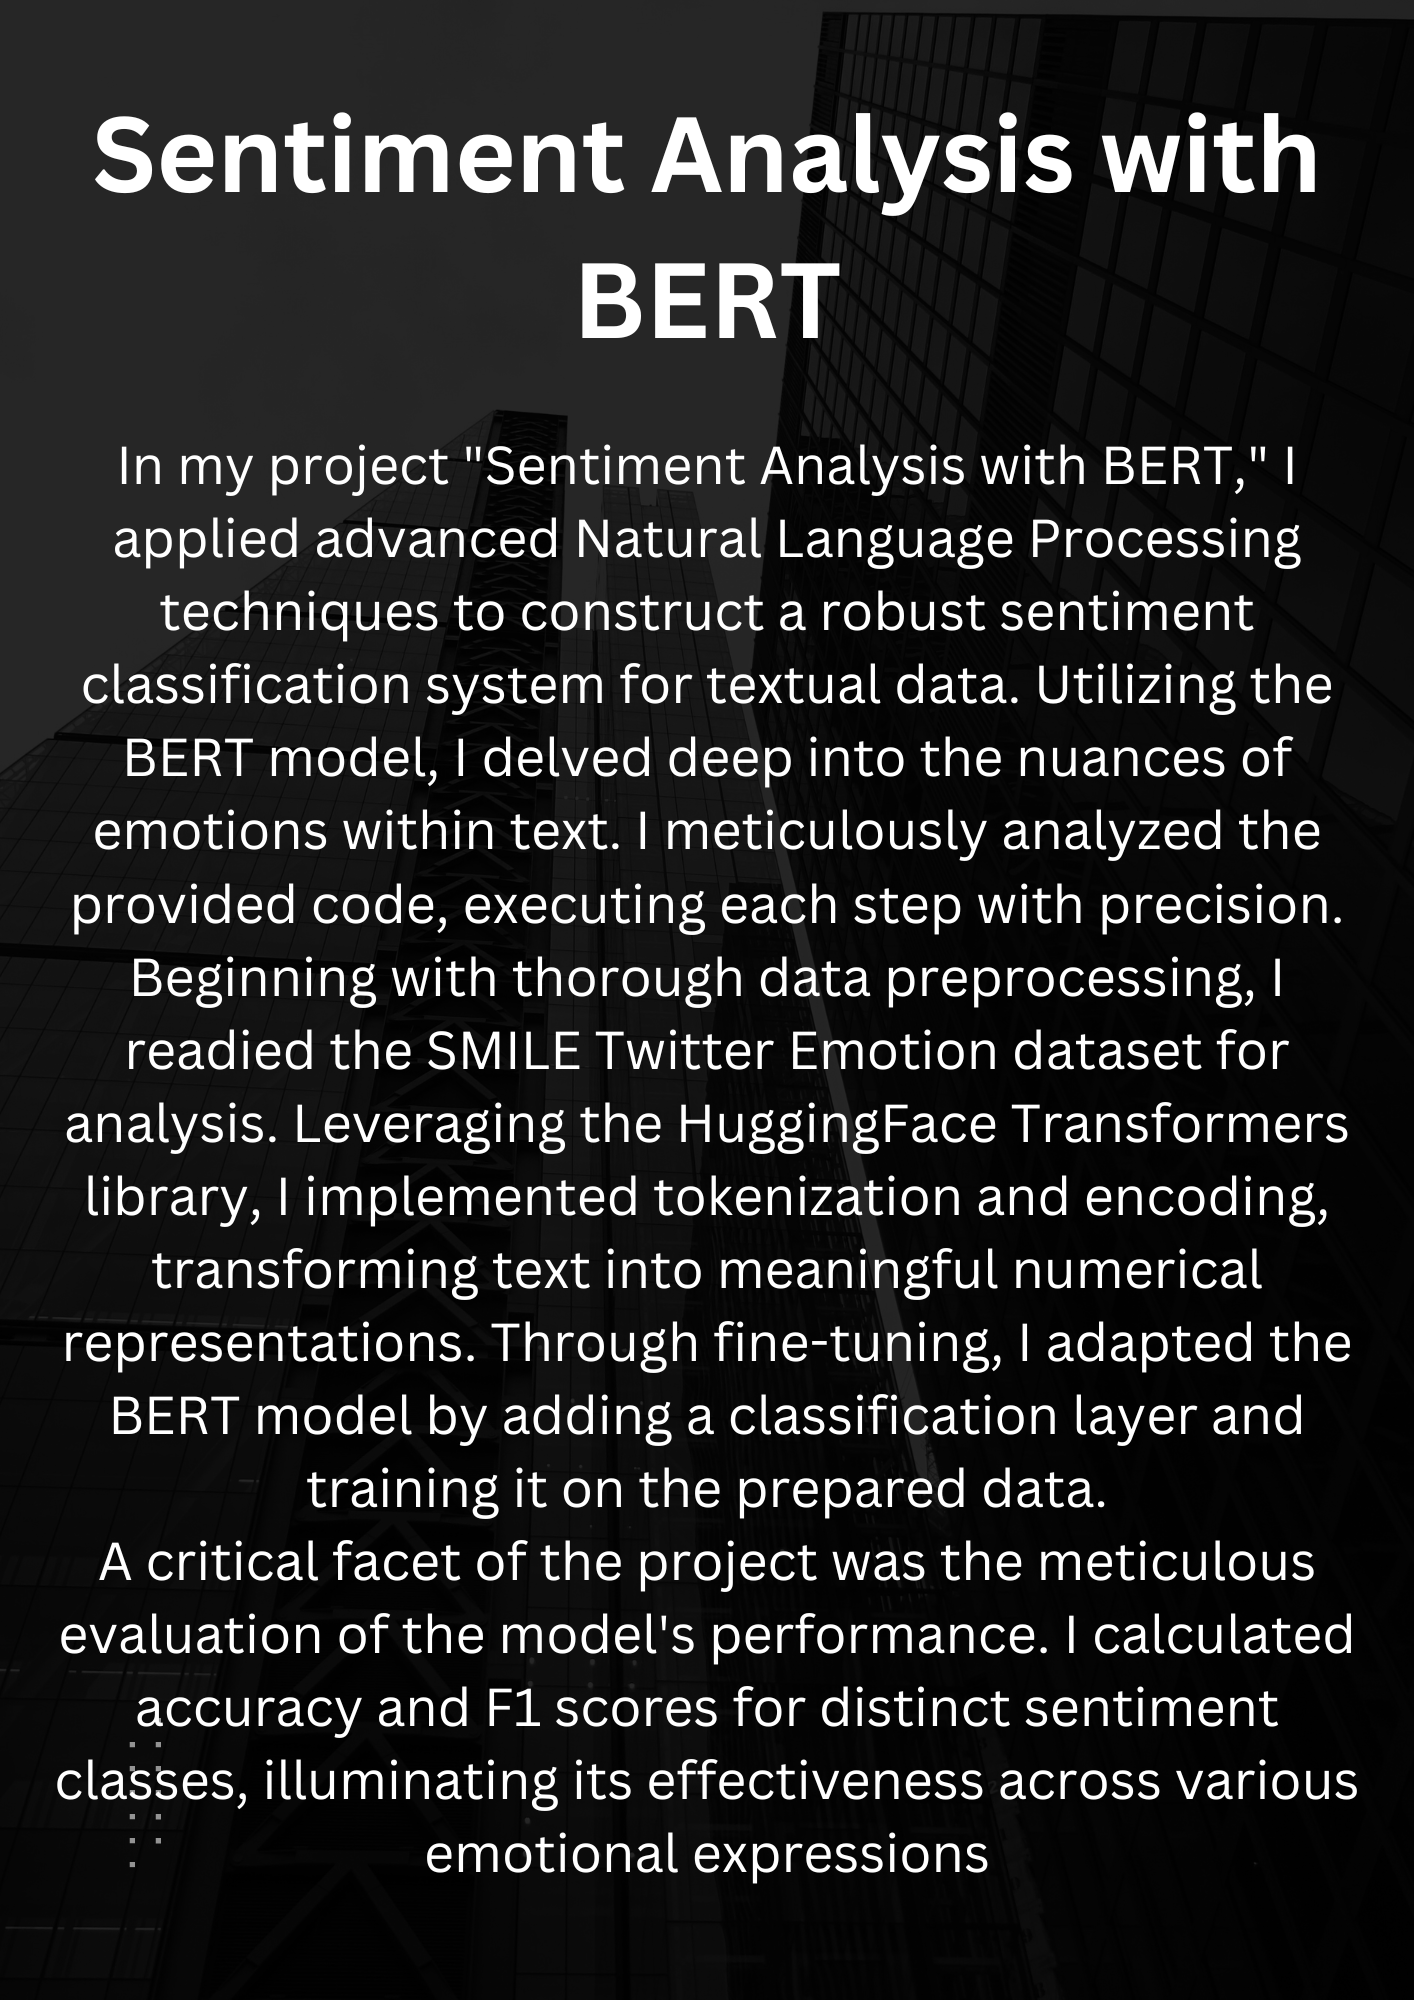 Sentiment Analysis with
BERT
In my project "Sentiment Analysis with BERT," I
applied advanced Natural Language Processing
techniques to construct a robust sentiment
classification system for textual data. Utilizing the
BERT model, I delved deep into the nuances of
emotions within text. I meticulously analyzed the
provided code, executing each step with precision.
Beginning with thorough data preprocessing, I
readied the SMILE Twitter Emotion dataset for
analysis. Leveraging the HuggingFace Transformers
library, I implemented tokenization and encoding,
transforming text into meaningful numerical
representations. Through fine-tuning, I adapted the
BERT model by adding a classification layer and
training it on the prepared data.
A critical facet of the project was the meticulous
evaluation of the model's performance. I calculated
accuracy and F1 scores for distinct sentiment
classes, illuminating its effectiveness across various
emotional expressions